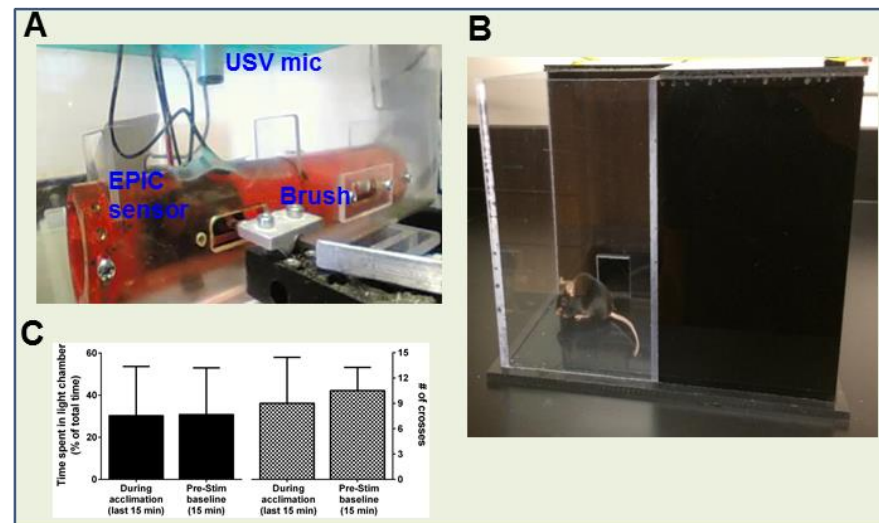 A
USV mic
EPIC
sensor
Brush
B
C
Time spent in light chamber
(% of total time)
60
40
20
0
During
acclimation
(last 15 min)
Pre-Stim
baseline
(15 min)
During
acclimation
(last 15 min)
Pre-Stim
baseline
(15 min)
15
12
9
6
3
0
# of crosses